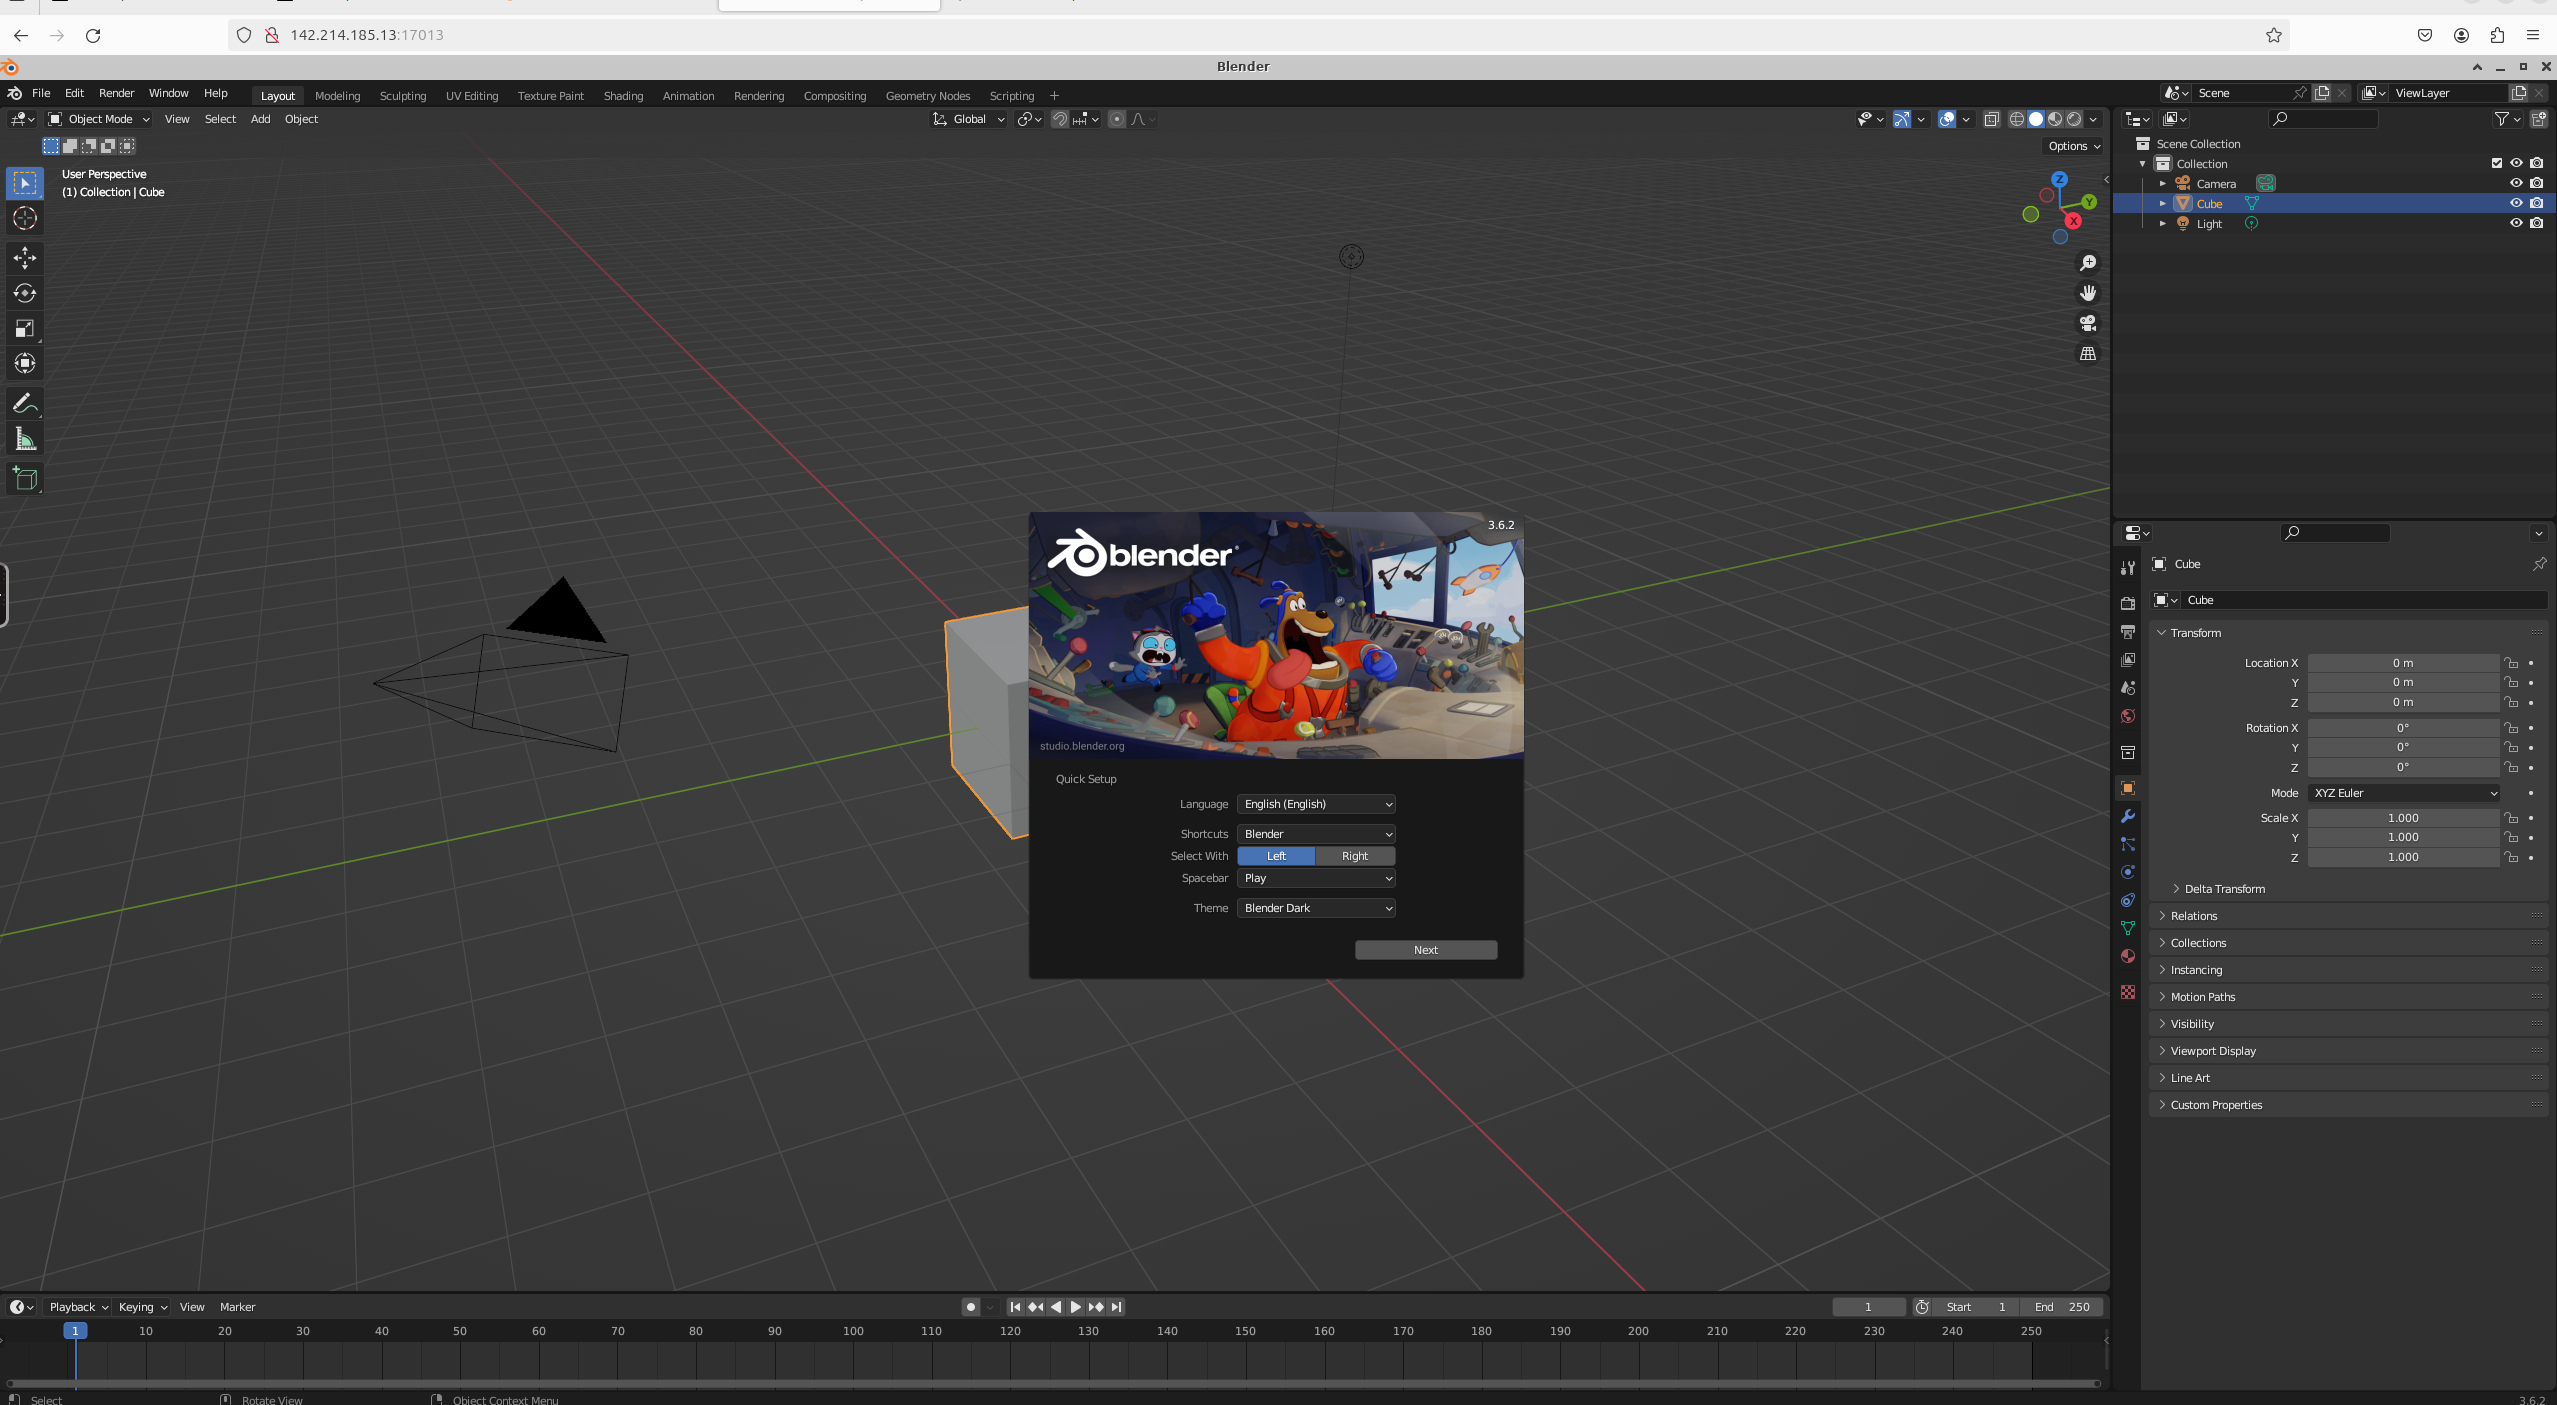 142.214.185.13:17013
Blender
File Edit Render Window Help Layout Modeling Sculpting UV Editing Texture Paint Shading Animation Rendering Compositing Geometry Nodes Scripting + Scene ViewLayer
Object Mode View Select Add Object Global
Options
User Perspective
(1) Collection | Cube
Z
Y
X
Scene Collection
Collection
Camera
Cube
Light
3.6.2
blender
studio.blender.org
Quick Setup
Language English (English)
Shortcuts Blender
Select With Left Right
Spacebar Play
Theme Blender Dark
Next
Cube
Cube
Transform
Location X 0 m
Y 0 m
Z 0 m
Rotation X 0°
Y 0°
Z 0°
Mode XYZ Euler
Scale X 1.000
Y 1.000
Z 1.000
Delta Transform
Relations
Collections
Instancing
Motion Paths
Visibility
Viewport Display
Line Art
Custom Properties
Playback Keying View Marker 1 Start 1 End 250
1 10 20 30 40 50 60 70 80 90 100 110 120 130 140 150 160 170 180 190 200 210 220 230 240 250
Select Rotate View Object Context Menu 3.6.2